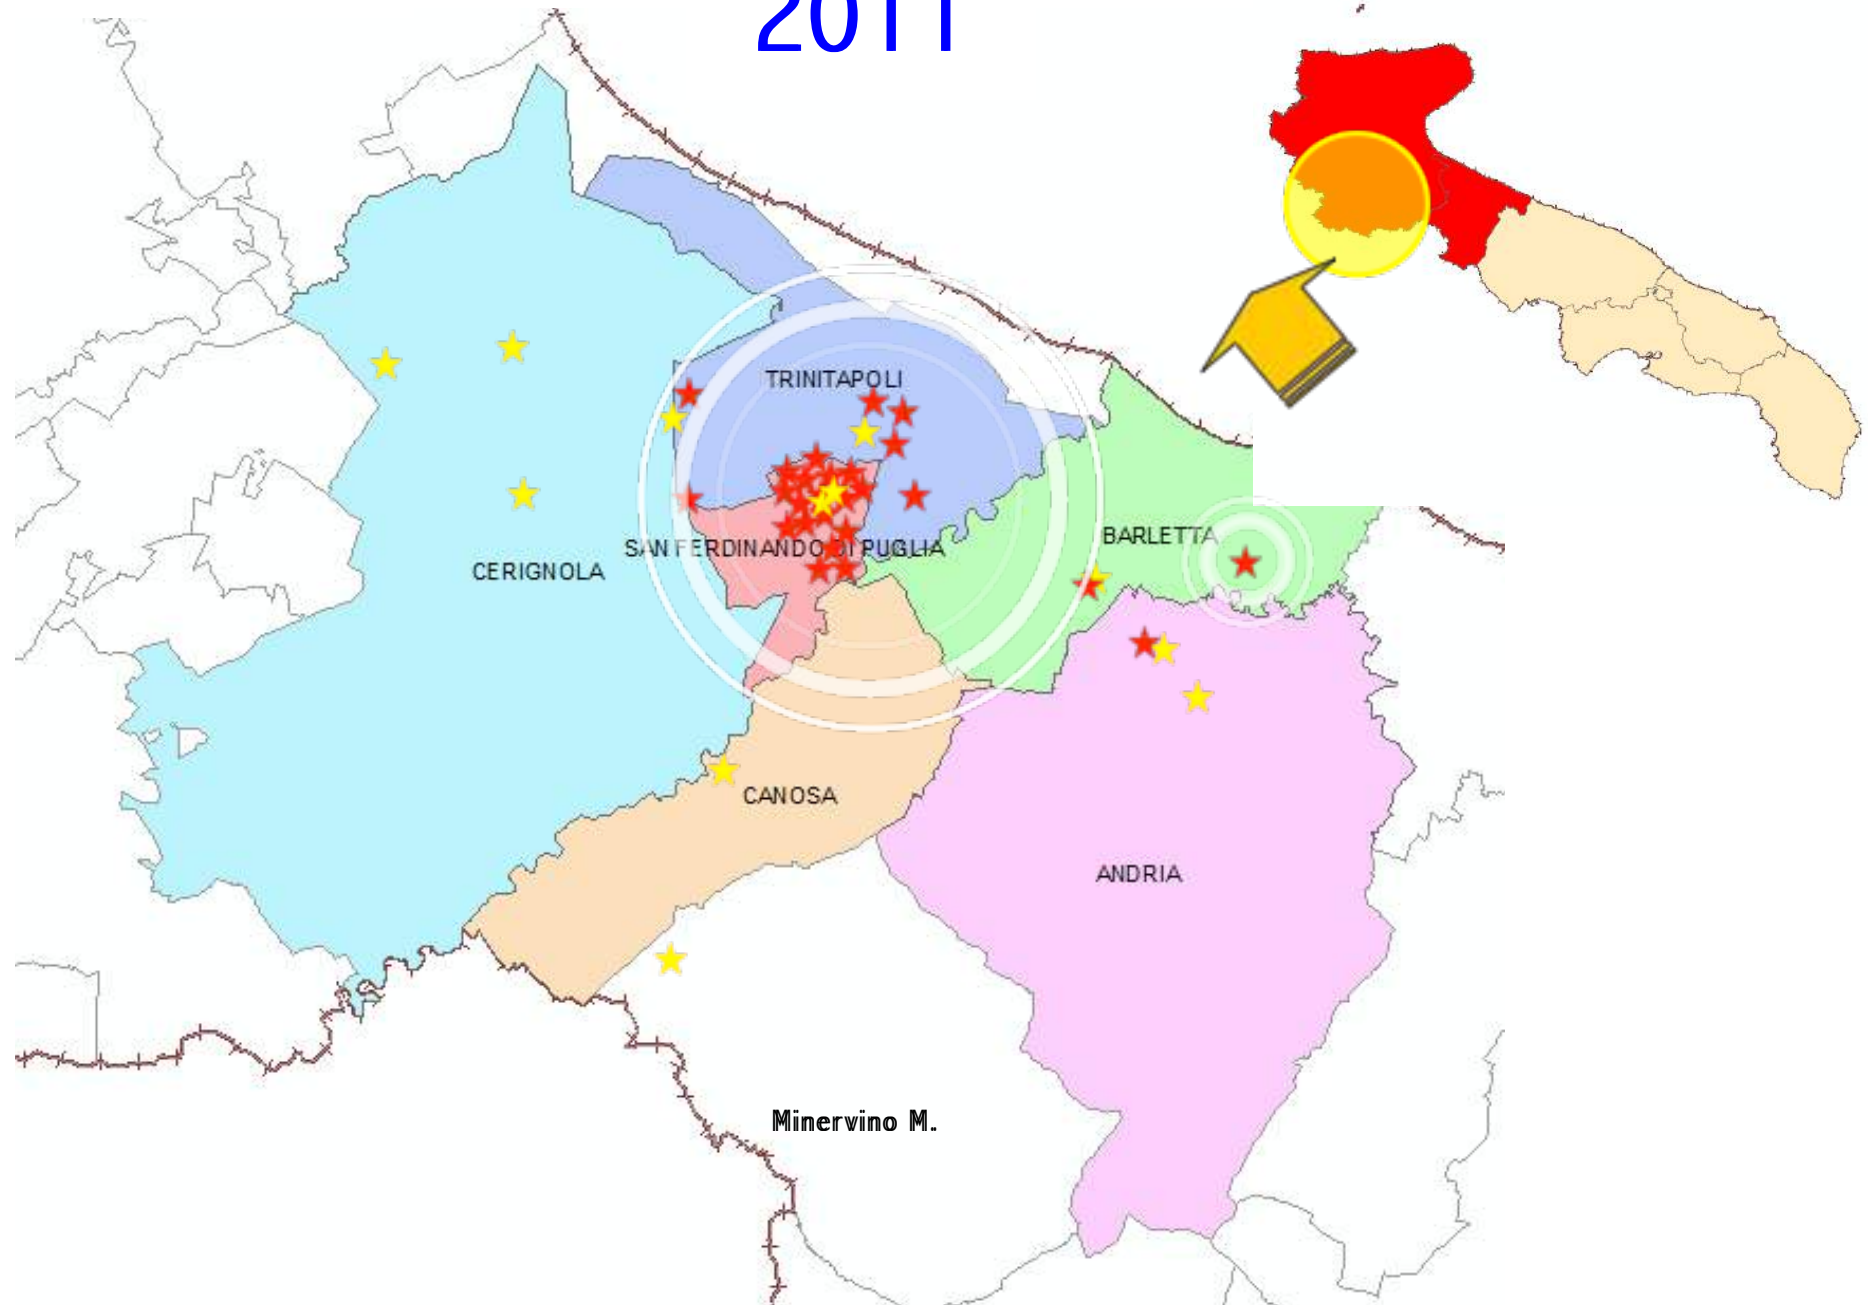 2011
TRINITAPOLI
SAN FERDINANDO DI PUGLIA
BARLETTA
CERIGNOLA
CANOSA
ANDRIA
Minervino M.